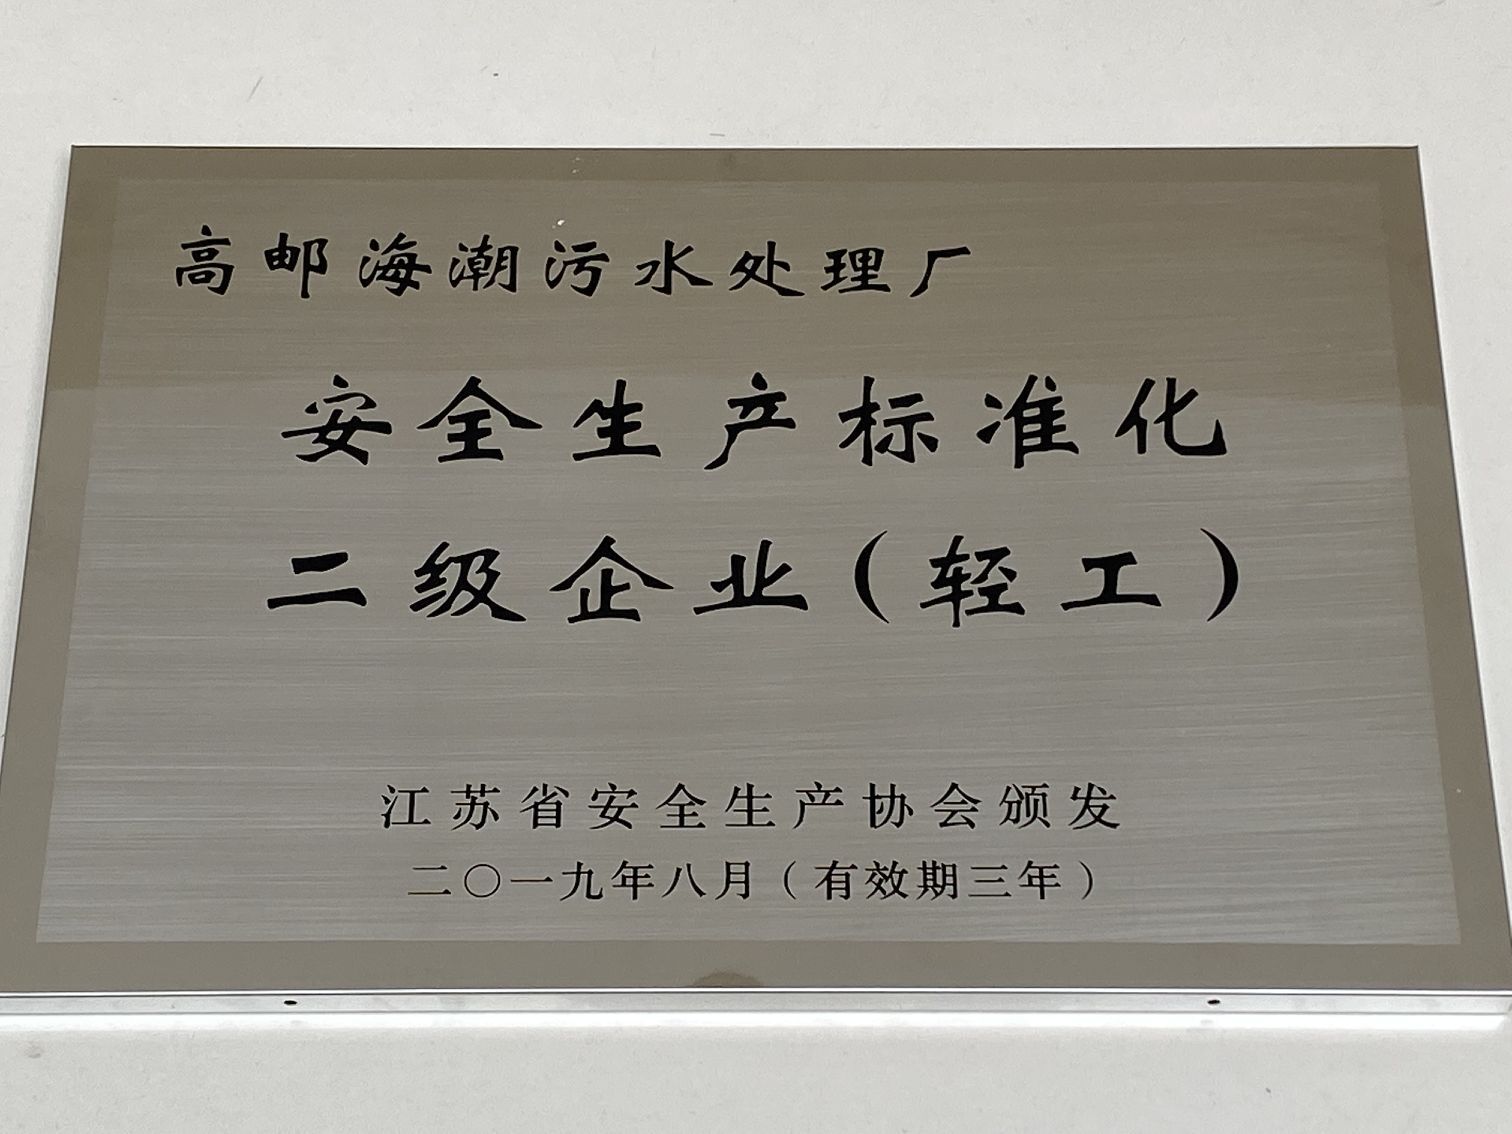 高邮海潮污水处理厂
安全生产标准化
二级企业(轻工)
江苏省安全生产协会颁发
二〇一九年八月(有效期三年)